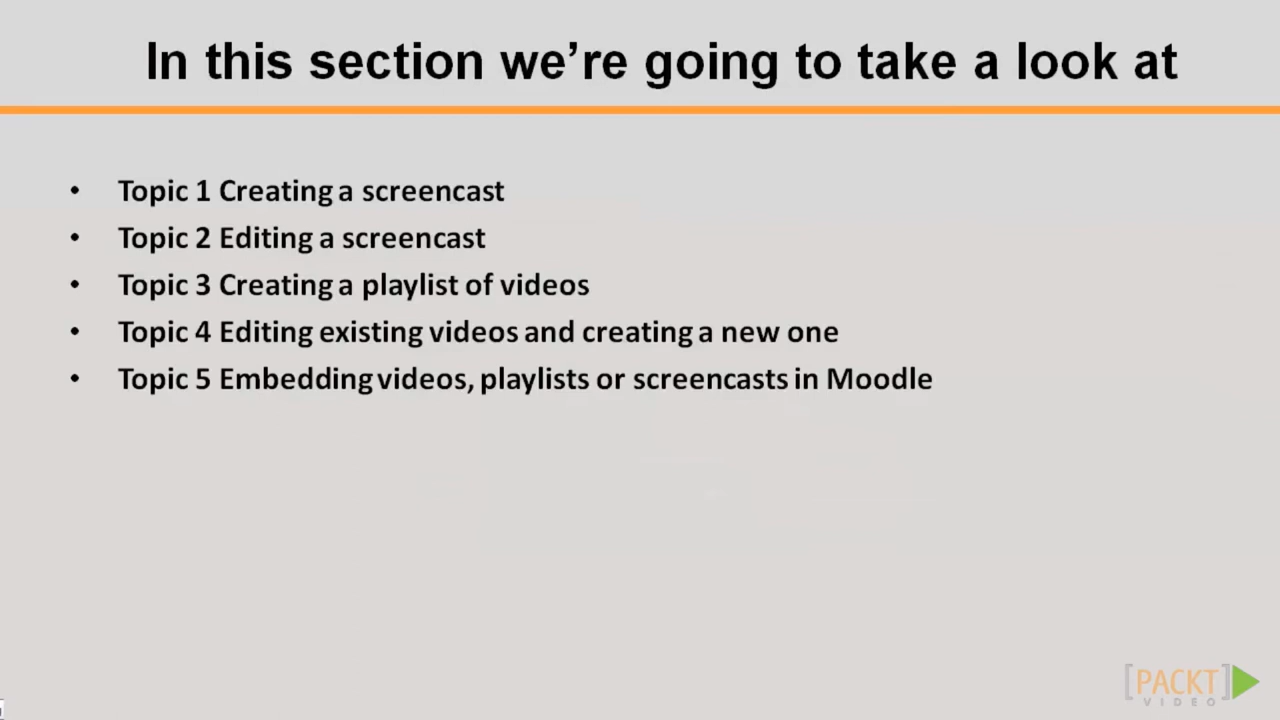 In this section we’re going to take a look at
• Topic 1 Creating a screencast
• Topic 2 Editing a screencast
• Topic 3 Creating a playlist of videos
• Topic 4 Editing existing videos and creating a new one
• Topic 5 Embedding videos, playlists or screencasts in Moodle
[PACKT]
VIDEO